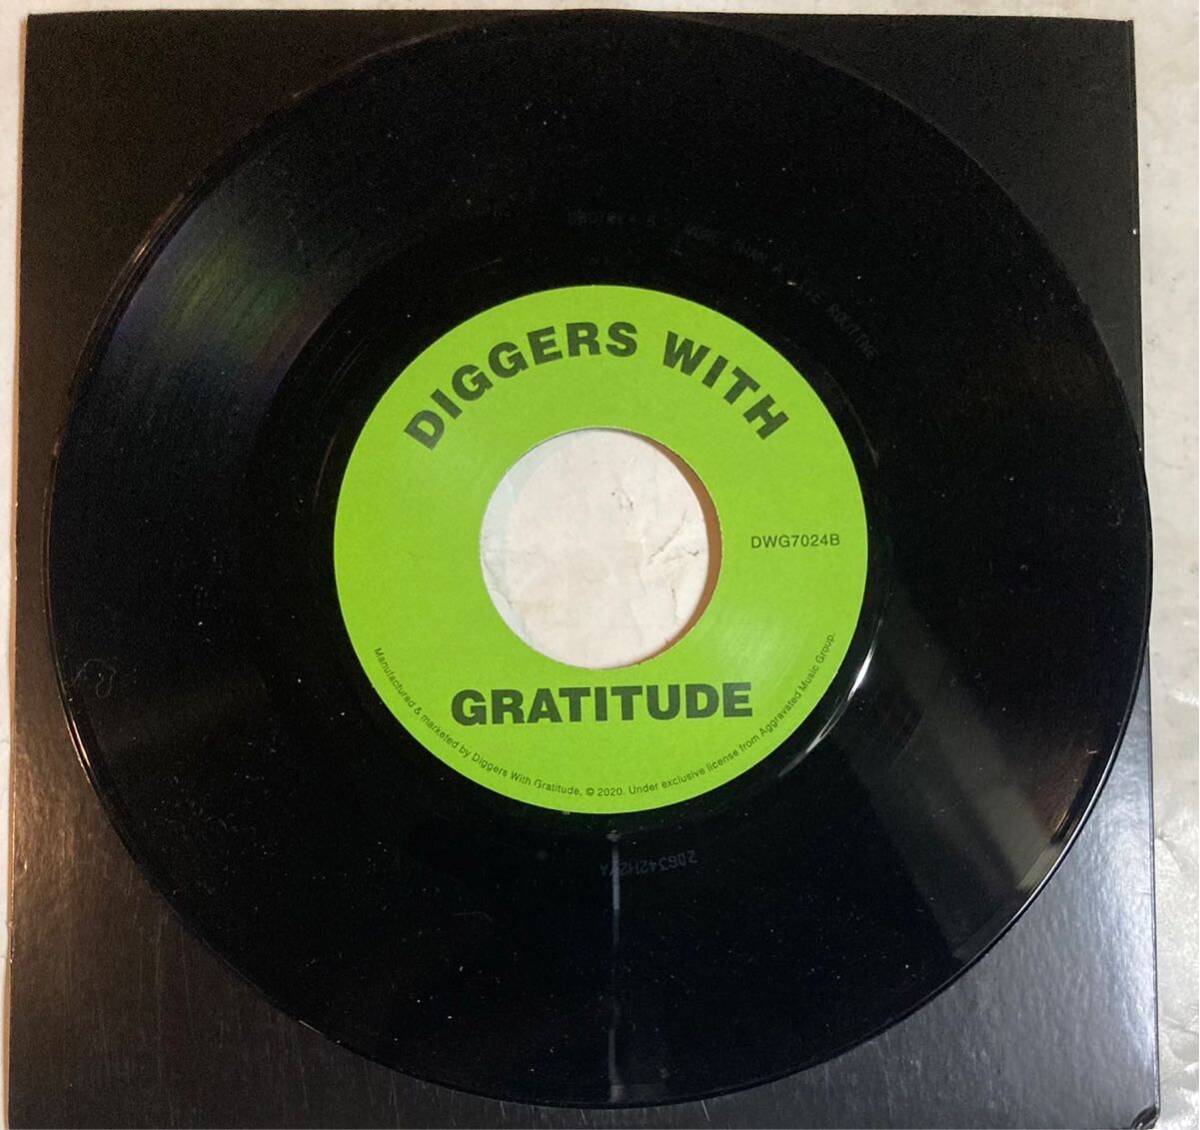 DIGGERS WITH
DWG7024B
GRATITUDE
Manufactured & marketed by Diggers With Gratitude, © 2020. Under exclusive license from Aggravated Music Group.